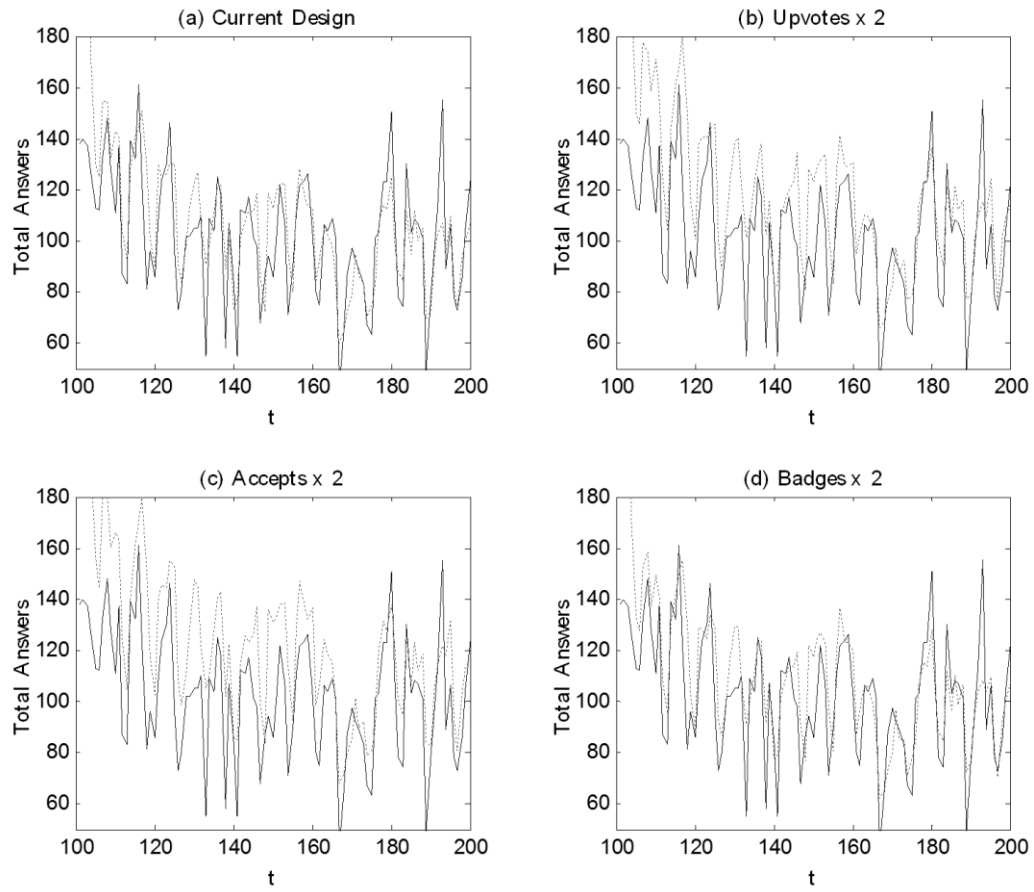 (a) Current Design
180
160
140
120
100
80
60
Total Answers
100 120 140 160 180 200
t
(b) Upvotes x 2
180
160
140
120
100
80
60
Total Answers
100 120 140 160 180 200
t
(c) Accepts x 2
180
160
140
120
100
80
60
Total Answers
100 120 140 160 180 200
t
(d) Badges x 2
180
160
140
120
100
80
60
Total Answers
100 120 140 160 180 200
t